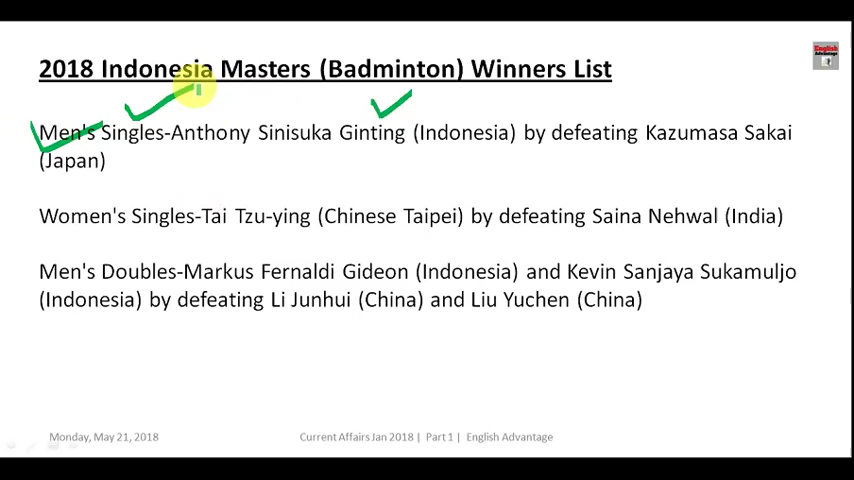 English
Advantage
2018 Indonesia Masters (Badminton) Winners List
Men's Singles-Anthony Sinisuka Ginting (Indonesia) by defeating Kazumasa Sakai
(Japan)
Women's Singles-Tai Tzu-ying (Chinese Taipei) by defeating Saina Nehwal (India)
Men's Doubles-Markus Fernaldi Gideon (Indonesia) and Kevin Sanjaya Sukamuljo
(Indonesia) by defeating Li Junhui (China) and Liu Yuchen (China)
Monday, May 21, 2018
Current Affairs Jan 2018 | Part 1 | English Advantage